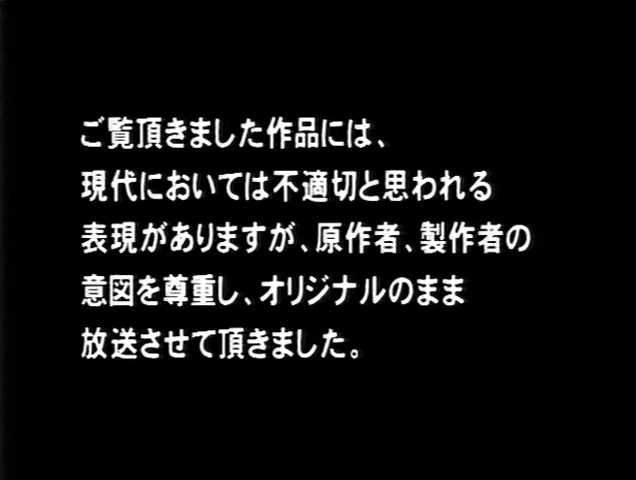 ご覧頂きました作品には、
現代においては不適切と思われる
表現がありますが、原作者、製作者の
意図を尊重し、オリジナルのまま
放送させて頂きました。